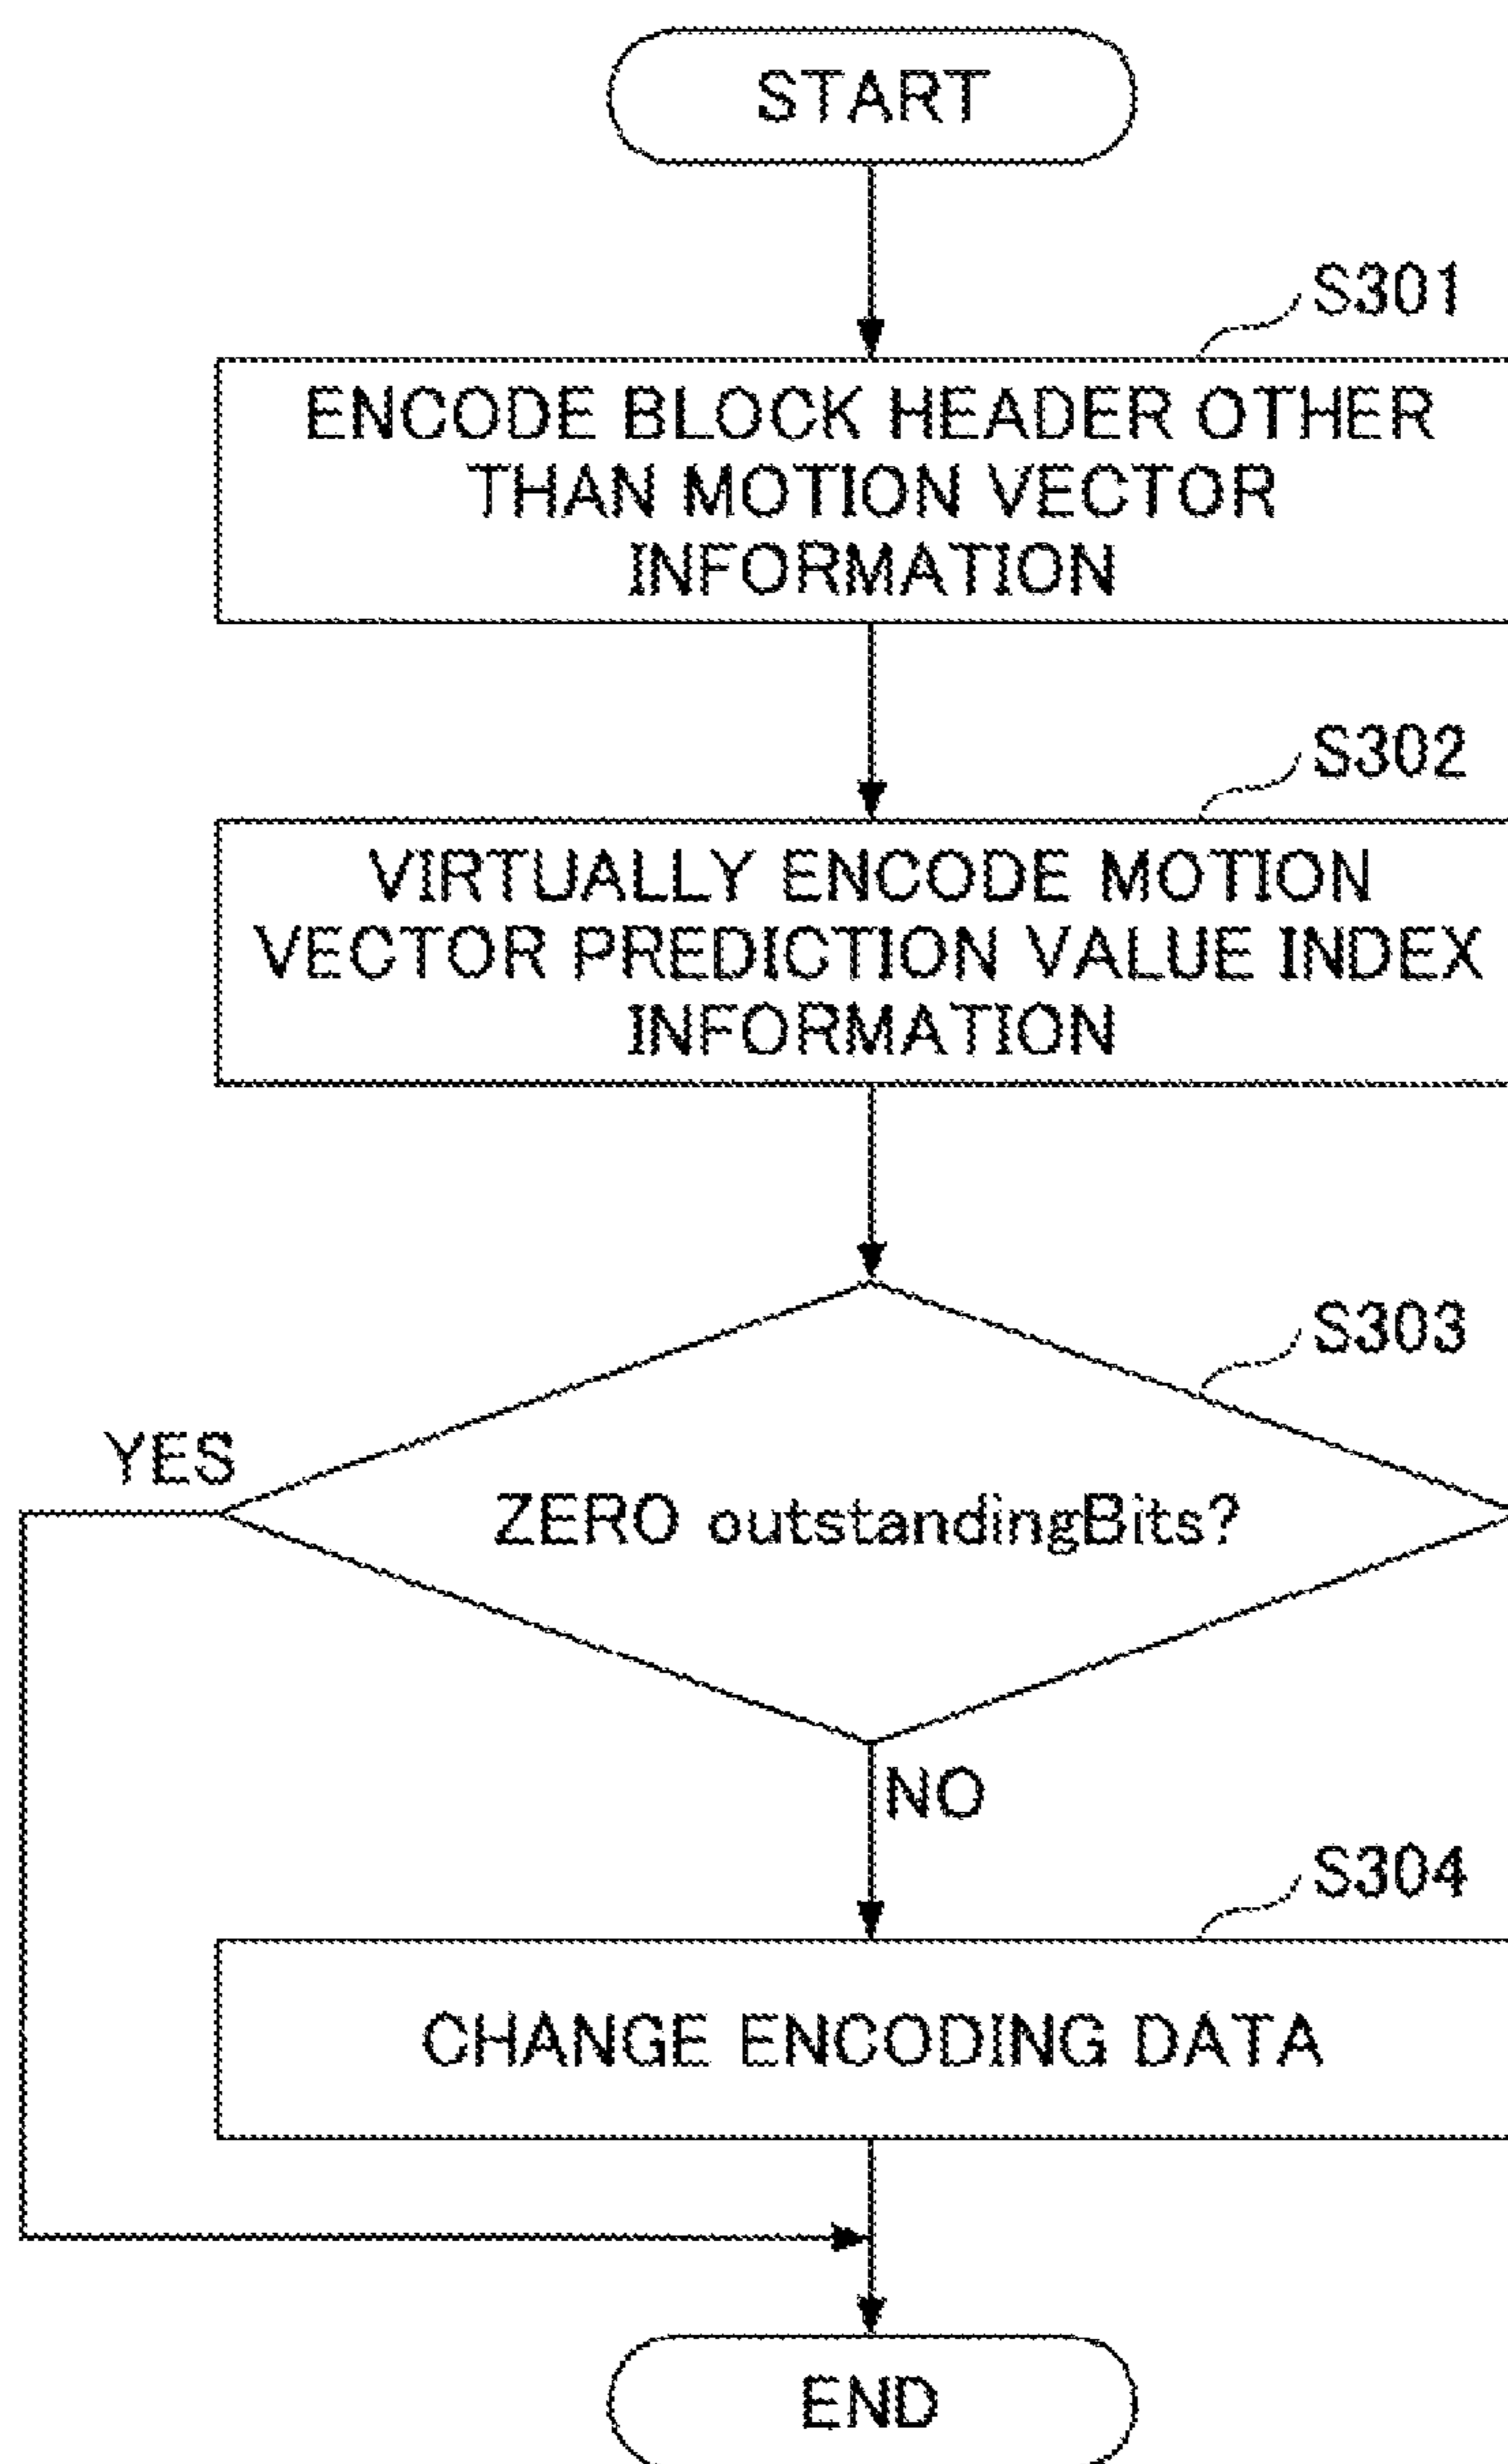 START
S301
ENCODE BLOCK HEADER OTHER
THAN MOTION VECTOR
INFORMATION
S302
VIRTUALLY ENCODE MOTION
VECTOR PREDICTION VALUE INDEX
INFORMATION
S303
YES
ZERO outstandingBits?
NO
S304
CHANGE ENCODING DATA
END